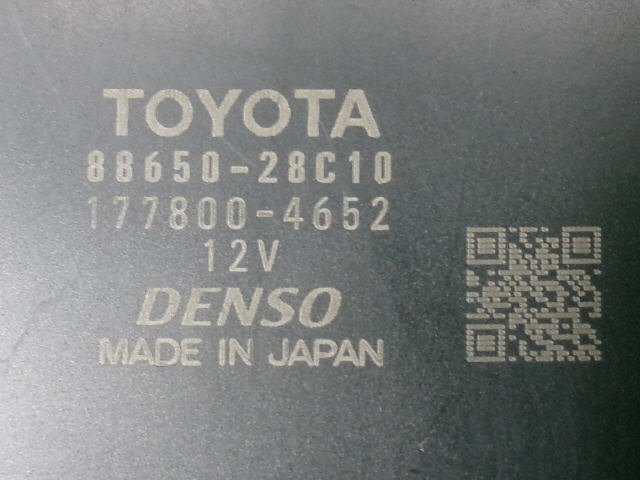 TOYOTA
88650-28C10
177800-4652
12V
DENSO
MADE IN JAPAN